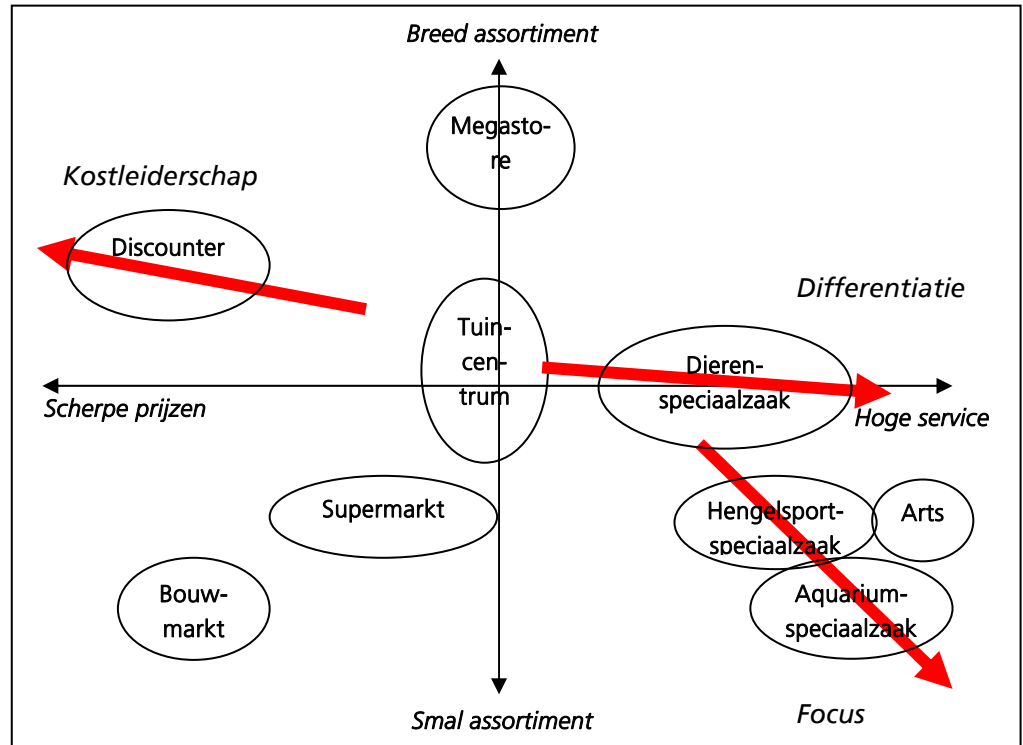 Breed assortiment
Megasto-
re
Kostleiderschap
Discounter
Differentiatie
Tuin-
cen-
trum
Dieren-
speciaalzaak
Scherpe prijzen
Hoge service
Supermarkt
Hengelsport-
speciaalzaak
Arts
Bouw-
markt
Aquarium-
speciaalzaak
Smal assortiment
Focus